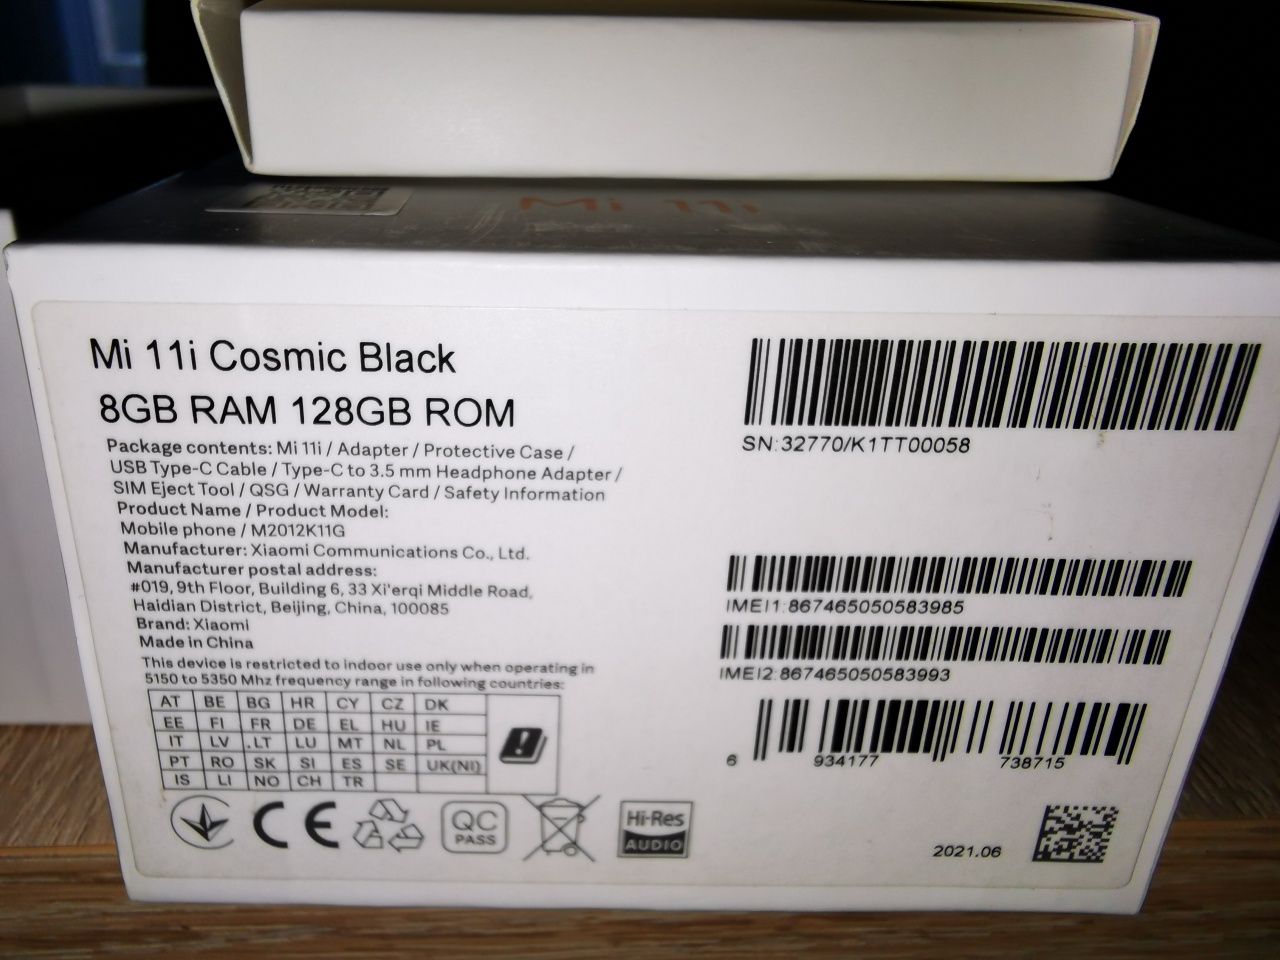 Mi 11i
Mi 11i Cosmic Black
8GB RAM 128GB ROM
Package contents: Mi 11i / Adapter / Protective Case /
USB Type-C Cable / Type-C to 3.5 mm Headphone Adapter /
SIM Eject Tool / QSG / Warranty Card / Safety Information
Product Name / Product Model:
Mobile phone / M2012K11G
Manufacturer: Xiaomi Communications Co., Ltd.
Manufacturer postal address:
#019, 9th Floor, Building 6, 33 Xi'erqi Middle Road,
Haidian District, Beijing, China, 100085
Brand: Xiaomi
Made in China
This device is restricted to indoor use only when operating in
5150 to 5350 Mhz frequency range in following countries:
AT BE BG HR CY CZ DK
EE FI FR DE EL HU IE
IT LV .LT LU MT NL PL
PT RO SK SI ES SE UK(NI)
IS LI NO CH TR
CE
QC
PASS
Hi-Res
AUDIO
SN:32770/K1TT00058
IMEI1:867465050583985
IMEI2:867465050583993
6 934177 738715
2021.06